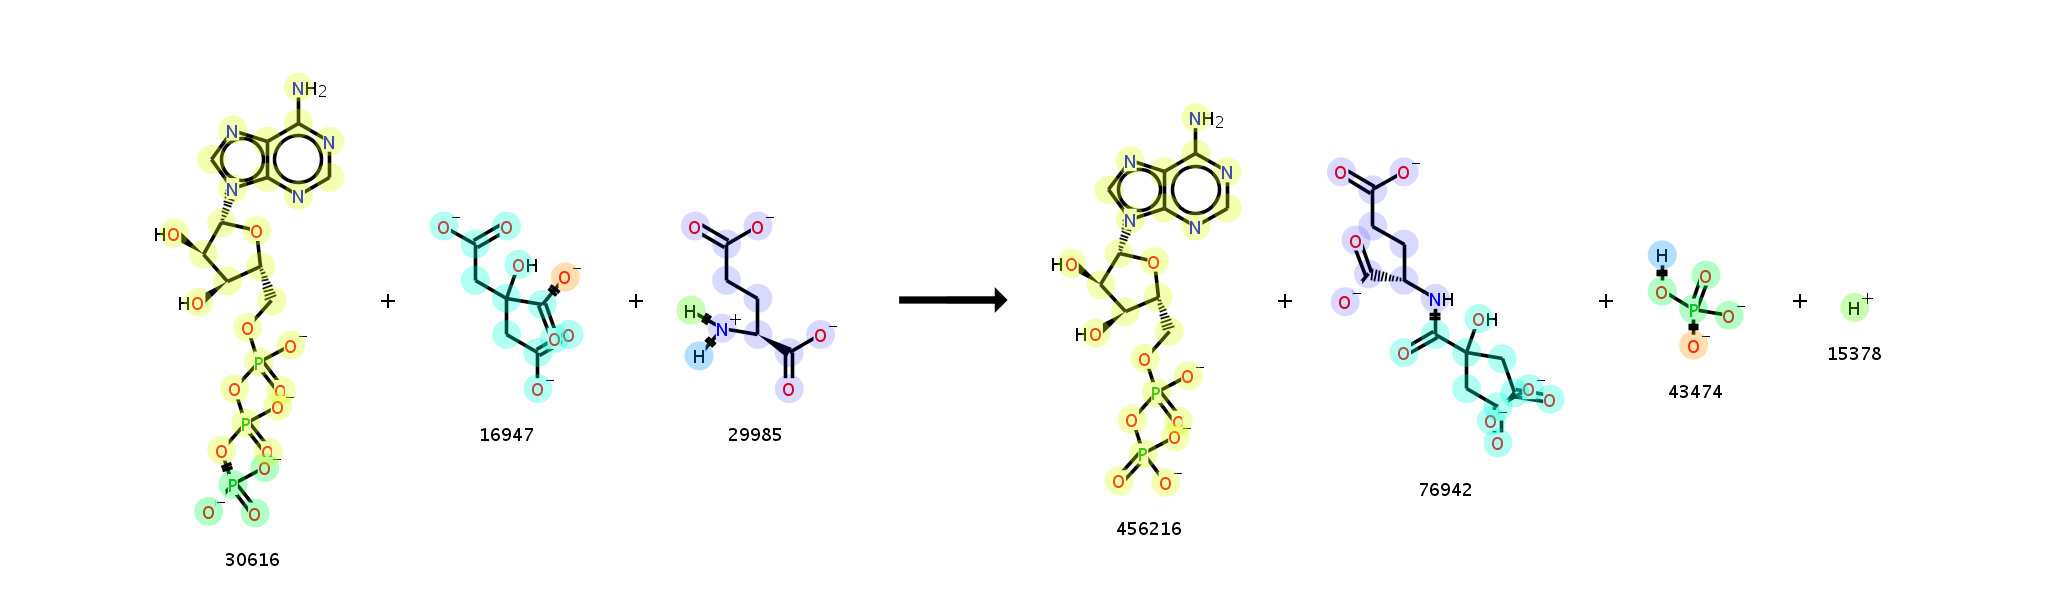 NH2
N
N
N
N
HO
O
HO
O
O−
P
O
O
O−
P
O
O
O−
P
O−
O
30616
+
O− O
OH
O−
O
O
O−
16947
+
O O−
H
N+
H
O−
O
29985
NH2
N
N
N
N
HO
O
HO
O
O−
P
O
O
O−
P
O O−
456216
+
O O−
O
O−
NH
OH
O
O−
O
O−
O
76942
+
H
O
O
P
O−
O−
43474
+
H+
15378